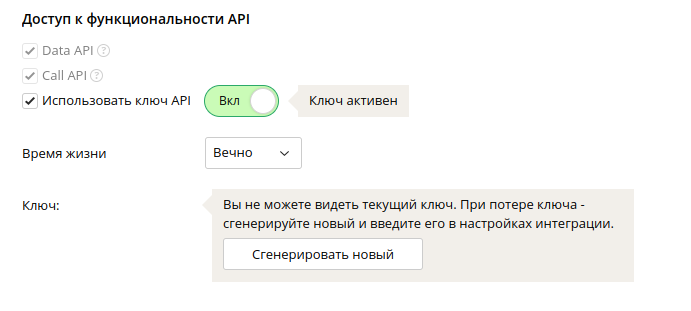 Доступ к функциональности API
Data API ?
Call API ?
Использовать ключ API Вкл Ключ активен
Время жизни Вечно
Ключ: Вы не можете видеть текущий ключ. При потере ключа -
сгенерируйте новый и введите его в настройках интеграции.
Сгенерировать новый